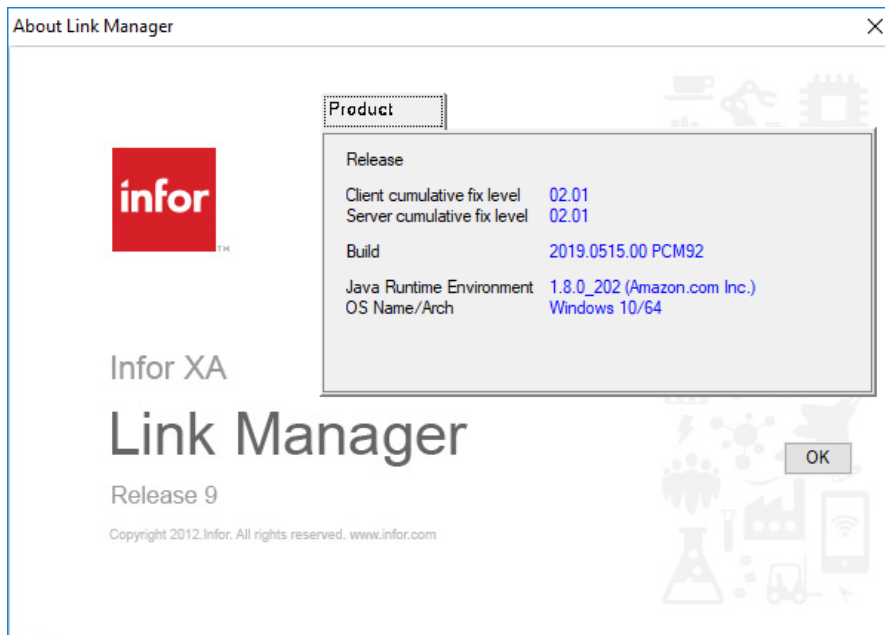 About Link Manager
Product
infor
TM
Release
Client cumulative fix level 02.01
Server cumulative fix level 02.01
Build 2019.0515.00 PCM92
Java Runtime Environment 1.8.0_202 (Amazon.com Inc.)
OS Name/Arch Windows 10/64
Infor XA
Link Manager
OK
Release 9
Copyright 2012.Infor. All rights reserved. www.infor.com